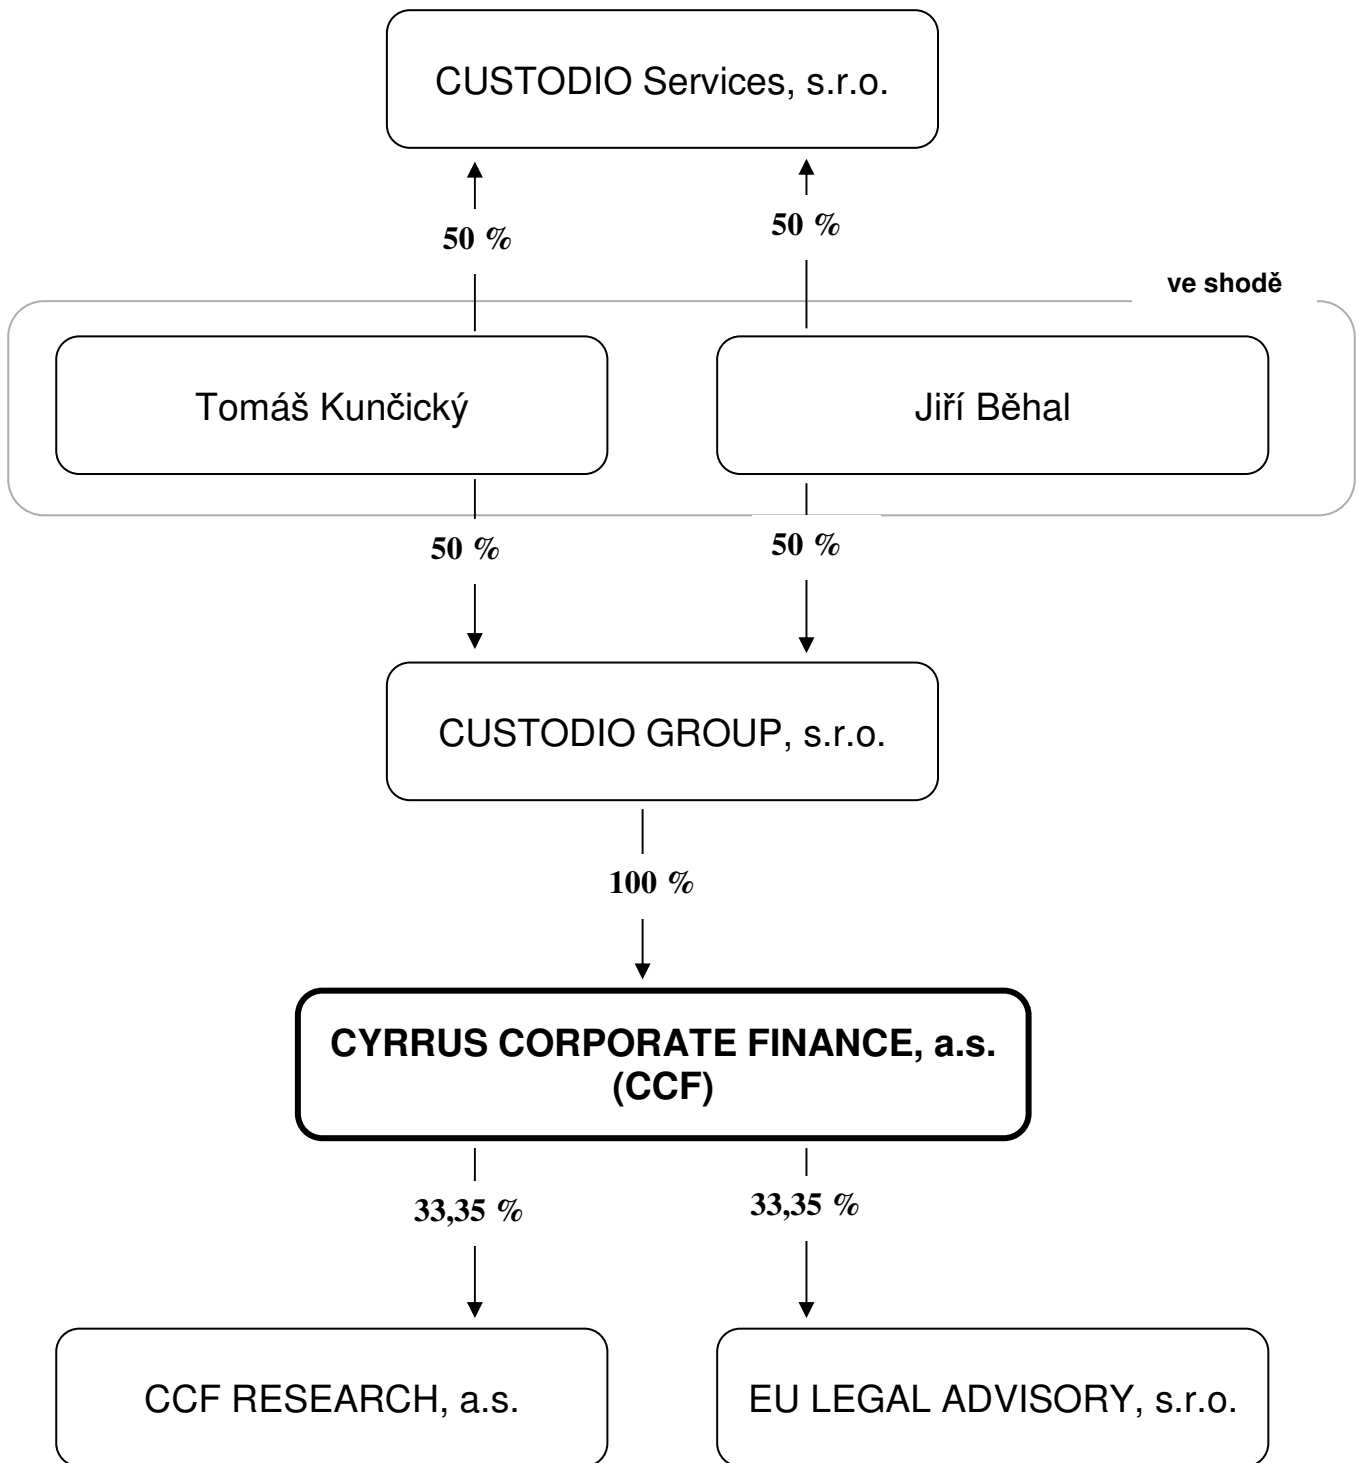 CUSTODIO Services, s.r.o.
50 %
50 %
ve shodě
Tomáš Kunčický
Jiří Běhal
50 %
50 %
CUSTODIO GROUP, s.r.o.
100 %
CYRRUS CORPORATE FINANCE, a.s.
(CCF)
33,35 %
33,35 %
CCF RESEARCH, a.s.
EU LEGAL ADVISORY, s.r.o.